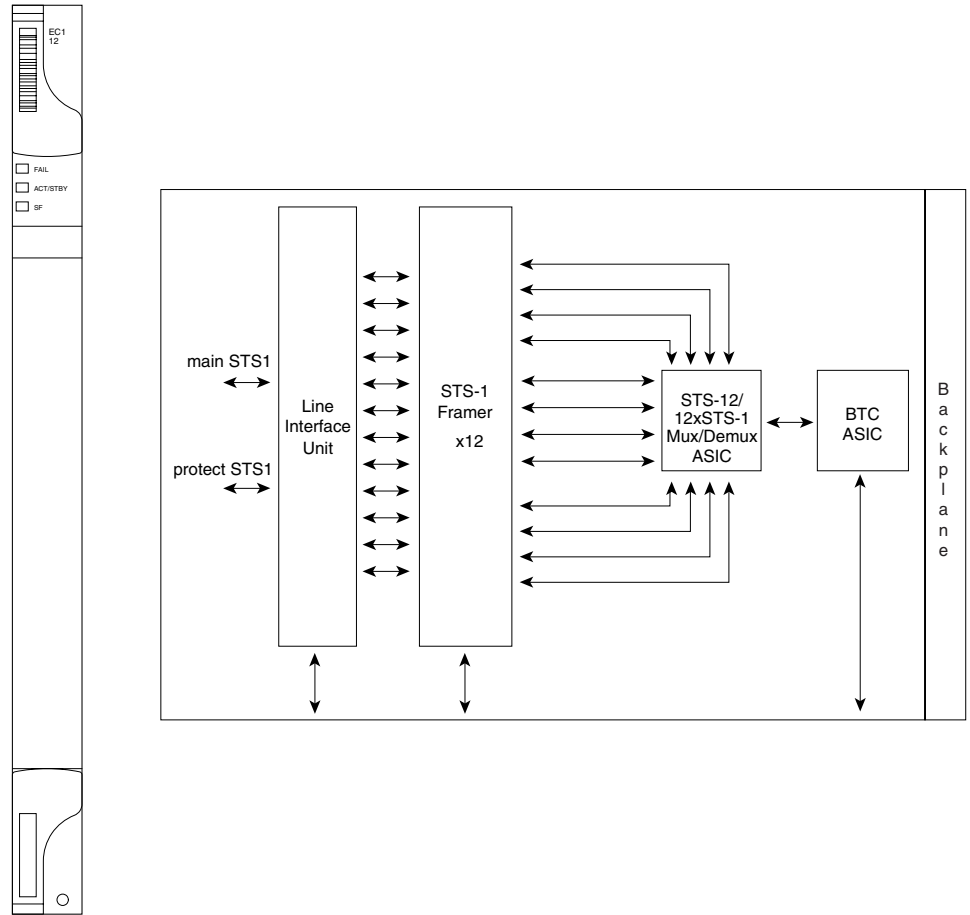 EC1
12
FAIL
ACT/STBY
SF
main STS1
protect STS1
Line
Interface
Unit
STS-1
Framer
x12
STS-12/
12xSTS-1
Mux/Demux
ASIC
BTC
ASIC
B
a
c
k
p
l
a
n
e